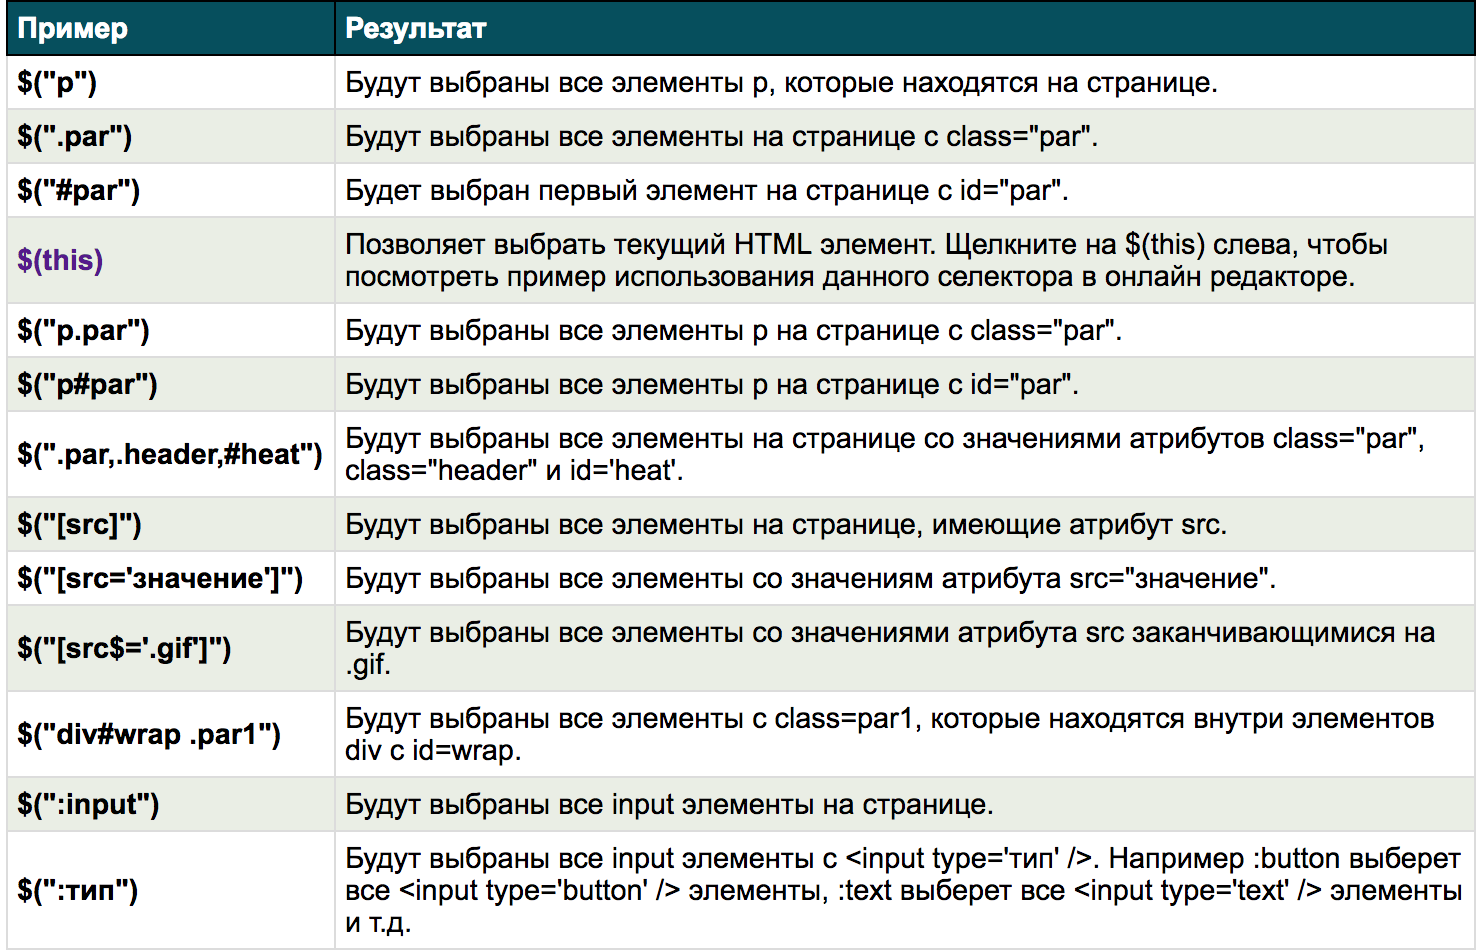 Пример Результат
$("p") Будут выбраны все элементы p, которые находятся на странице.
$(".par") Будут выбраны все элементы на странице с class="par".
$("#par") Будет выбран первый элемент на странице с id="par".
$(this) Позволяет выбрать текущий HTML элемент. Щелкните на $(this) слева, чтобы
посмотреть пример использования данного селектора в онлайн редакторе.
$("p.par") Будут выбраны все элементы p на странице с class="par".
$("p#par") Будут выбраны все элементы p на странице с id="par".
$(".par,.header,#heat") Будут выбраны все элементы на странице со значениями атрибутов class="par",
class="header" и id='heat'.
$("[src]") Будут выбраны все элементы на странице, имеющие атрибут src.
$("[src='значение']") Будут выбраны все элементы со значениям атрибута src="значение".
$("[src$='.gif']") Будут выбраны все элементы со значениями атрибута src заканчивающимися на
.gif.
$("div#wrap .par1") Будут выбраны все элементы с class=par1, которые находятся внутри элементов
div с id=wrap.
$(":input") Будут выбраны все input элементы на странице.
$(":тип") Будут выбраны все input элементы с <input type='тип' />. Например :button выберет
все <input type='button' /> элементы, :text выберет все <input type='text' /> элементы
и т.д.